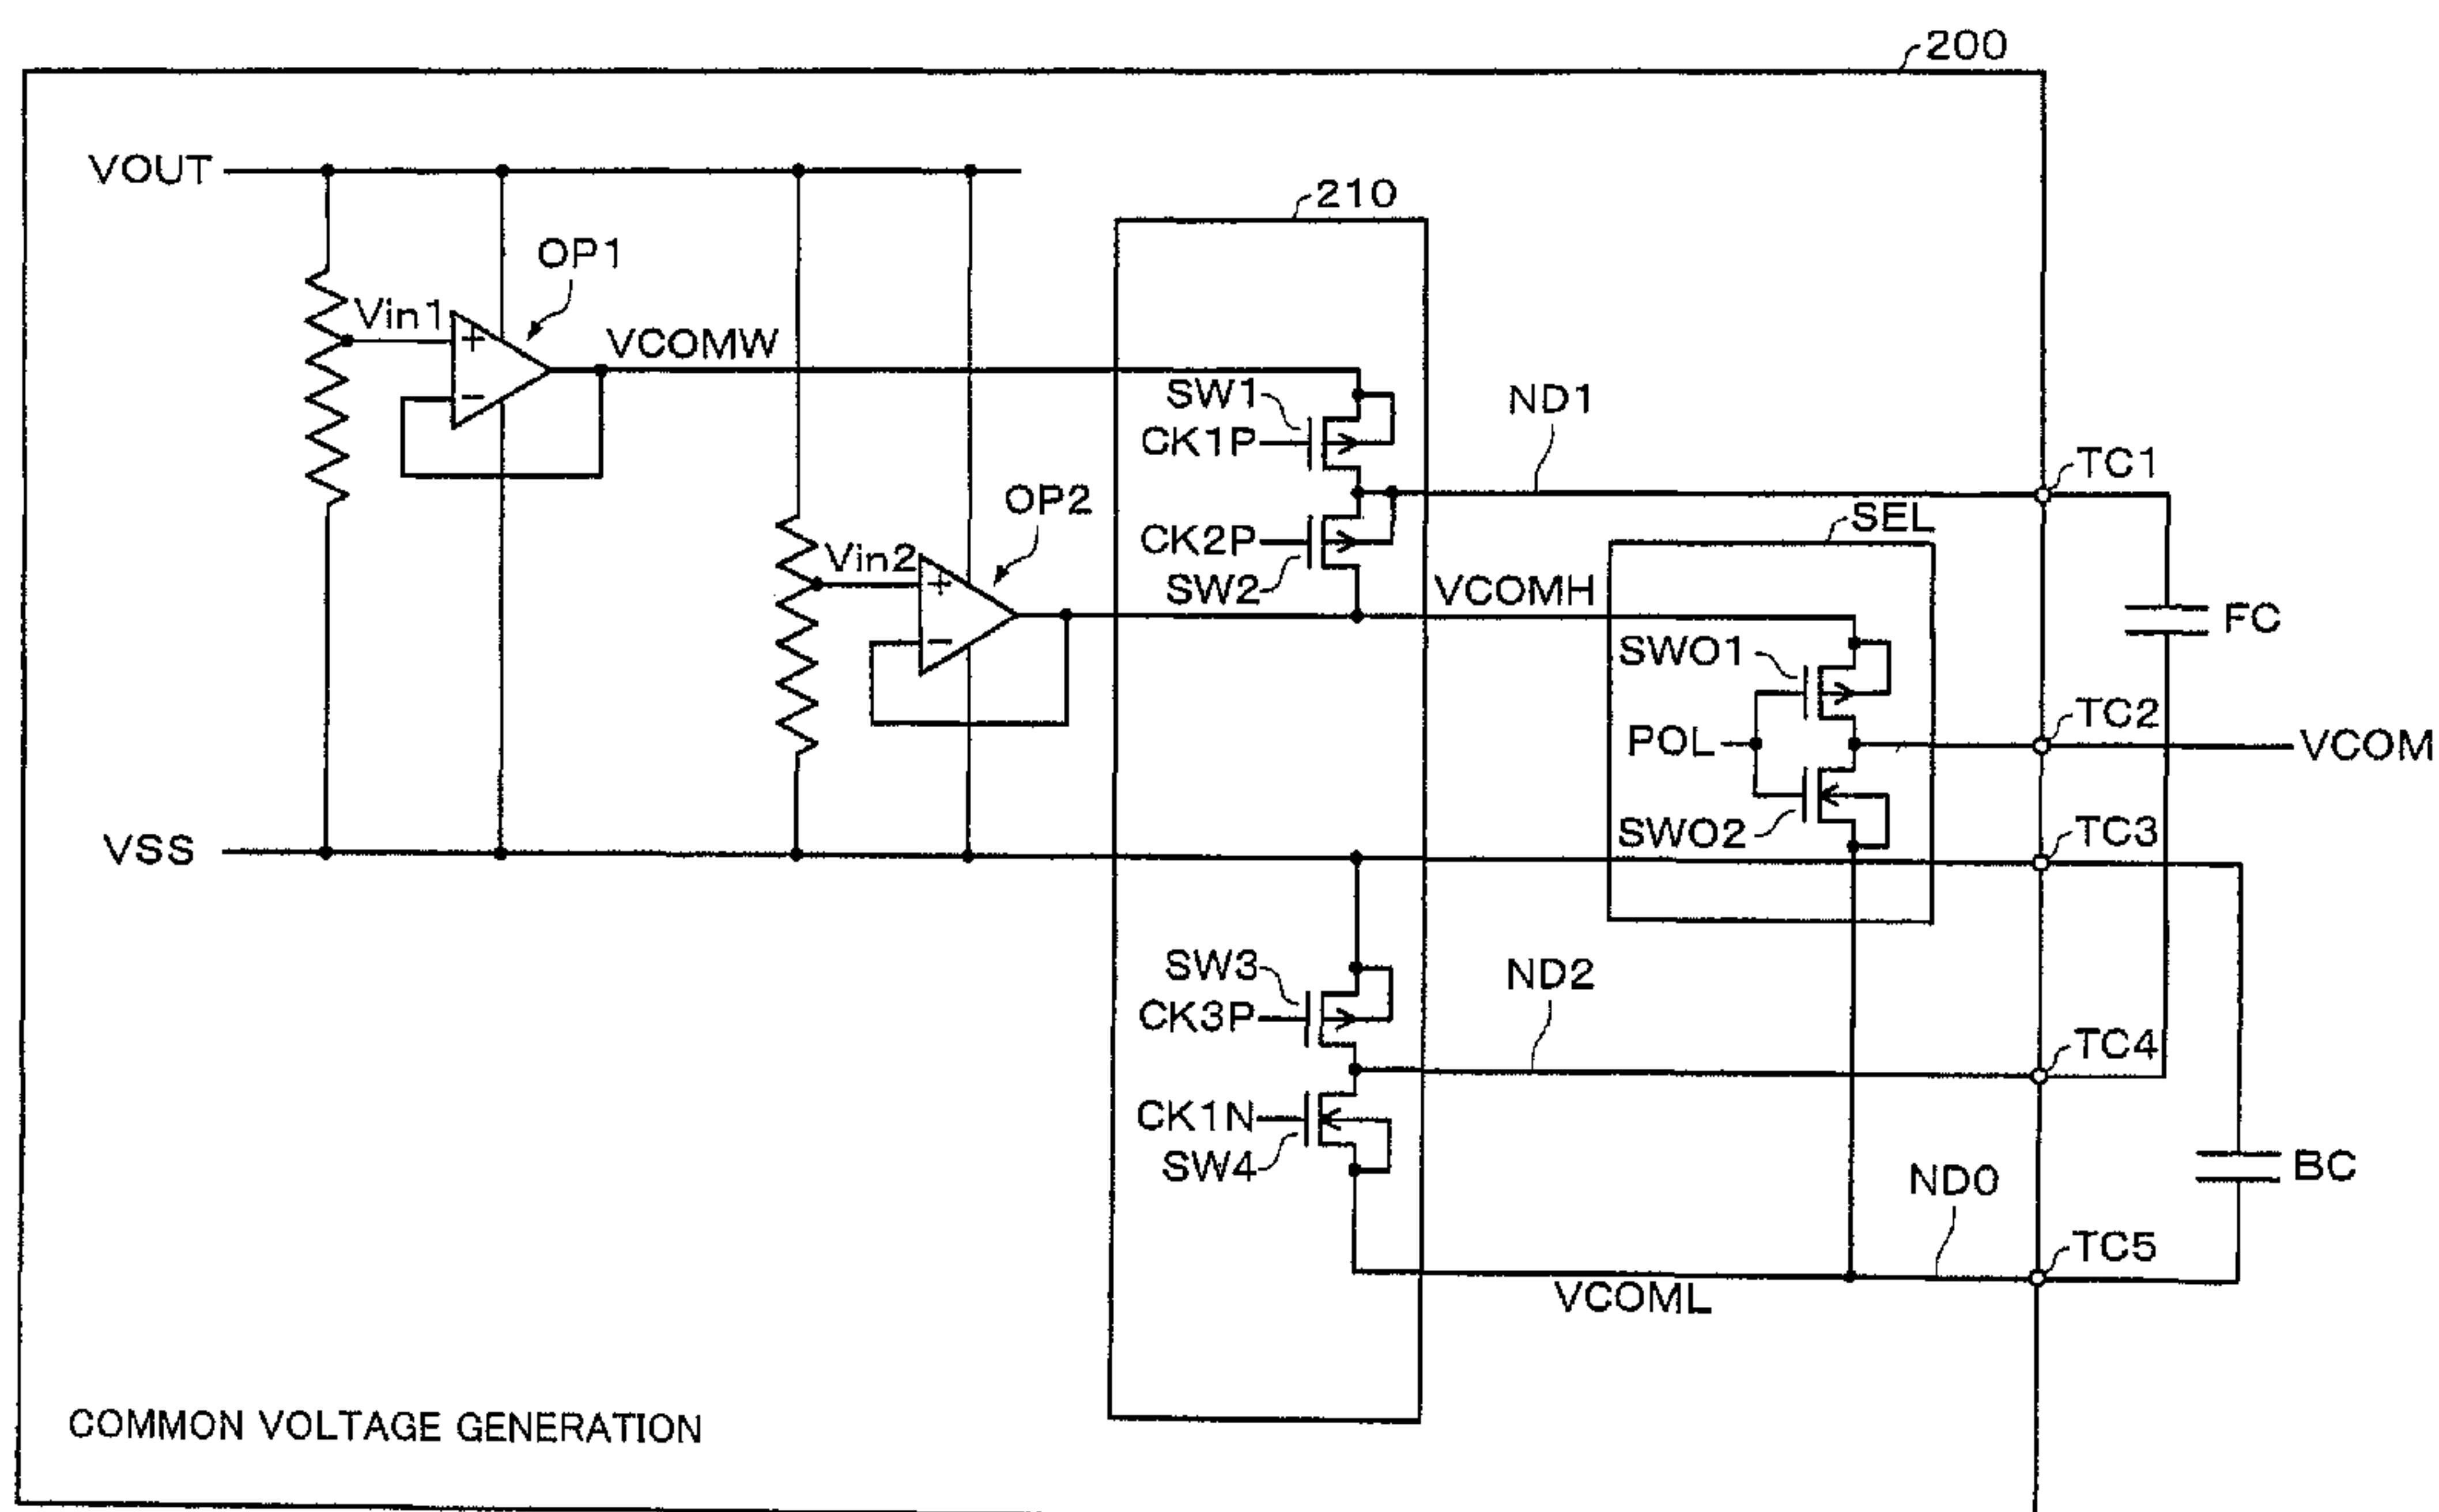 200
VOUT
210
OP1
Vin1
VCOMW
SW1
CK1P
ND1
TC1
OP2
CK2P
SEL
Vin2
SW2
VCOMH
FC
SWO1
TC2
POL
VCOM
SWO2
TC3
VSS
SW3
ND2
CK3P
TC4
CK1N
SW4
BC
ND0
TC5
VCOML
COMMON VOLTAGE GENERATION